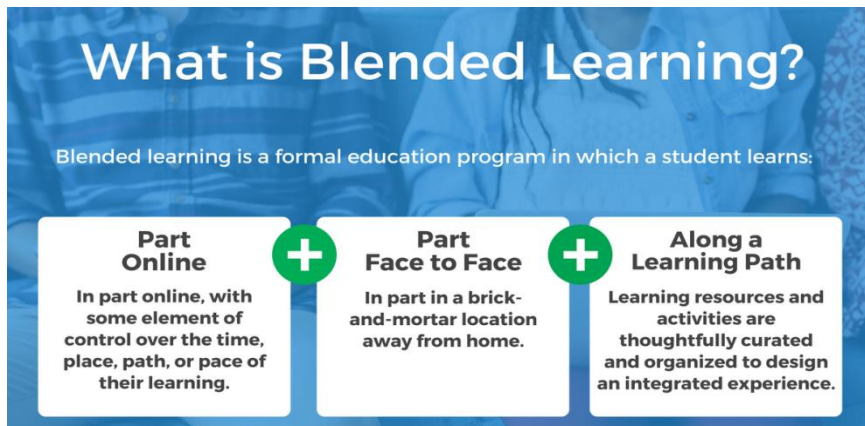 What is Blended Learning?
Blended learning is a formal education program in which a student learns:
Part
Online
In part online, with
some element of
control over the time,
place, path, or pace of
their learning.
+
Part
Face to Face
In part in a brick-
and-mortar location
away from home.
+
Along a
Learning Path
Learning resources and
activities are
thoughtfully curated
and organized to design
an integrated experience.